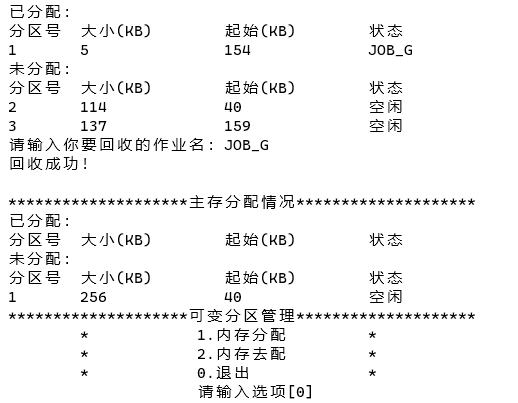 已分配:
分区号 大小(KB) 起始(KB) 状态
1 5 154 JOB_G
未分配:
分区号 大小(KB) 起始(KB) 状态
2 114 40 空闲
3 137 159 空闲
请输入你要回收的作业名: JOB_G
回收成功!
********************主存分配情况********************
已分配:
分区号 大小(KB) 起始(KB) 状态
未分配:
分区号 大小(KB) 起始(KB) 状态
1 256 40 空闲
********************可变分区管理********************
* 1.内存分配 *
* 2.内存去配 *
* 0.退出 *
请输入选项[0]